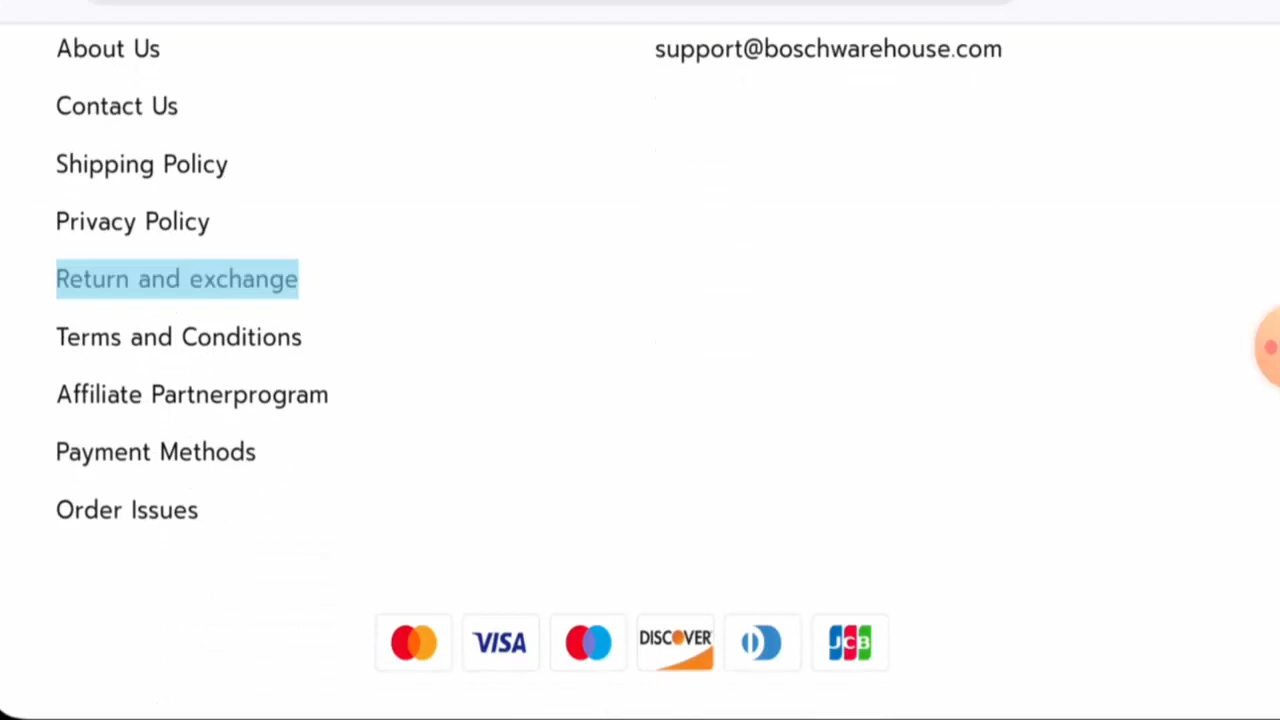 About Us
support@boschwarehouse.com
Contact Us
Shipping Policy
Privacy Policy
Return and exchange
Terms and Conditions
Affiliate Partnerprogram
Payment Methods
Order Issues
VISA
DISCOVER
JCB